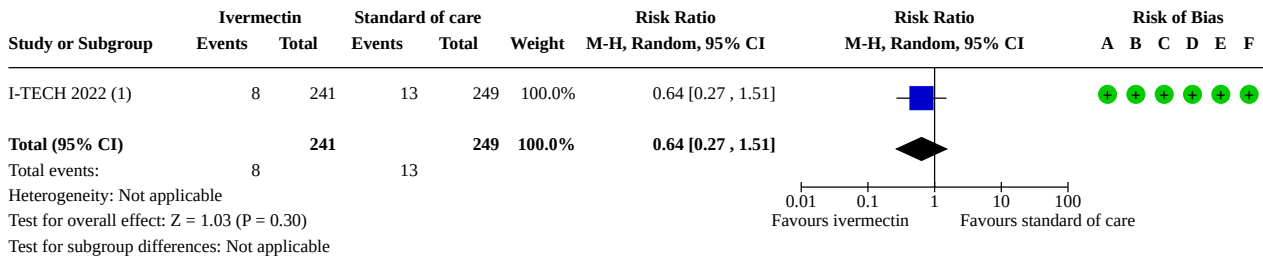 Ivermectin Standard of care Risk Ratio Risk Ratio Risk of Bias
Study or Subgroup Events Total Events Total Weight M-H, Random, 95% CI M-H, Random, 95% CI A B C D E F
I-TECH 2022 (1) 8 241 13 249 100.0% 0.64 [0.27 , 1.51] + + + + + +
Total (95% CI) 241 249 100.0% 0.64 [0.27 , 1.51]
Total events: 8 13
Heterogeneity: Not applicable 0.01 0.1 1 10 100
Test for overall effect: Z = 1.03 (P = 0.30) Favours ivermectin Favours standard of care
Test for subgroup differences: Not applicable